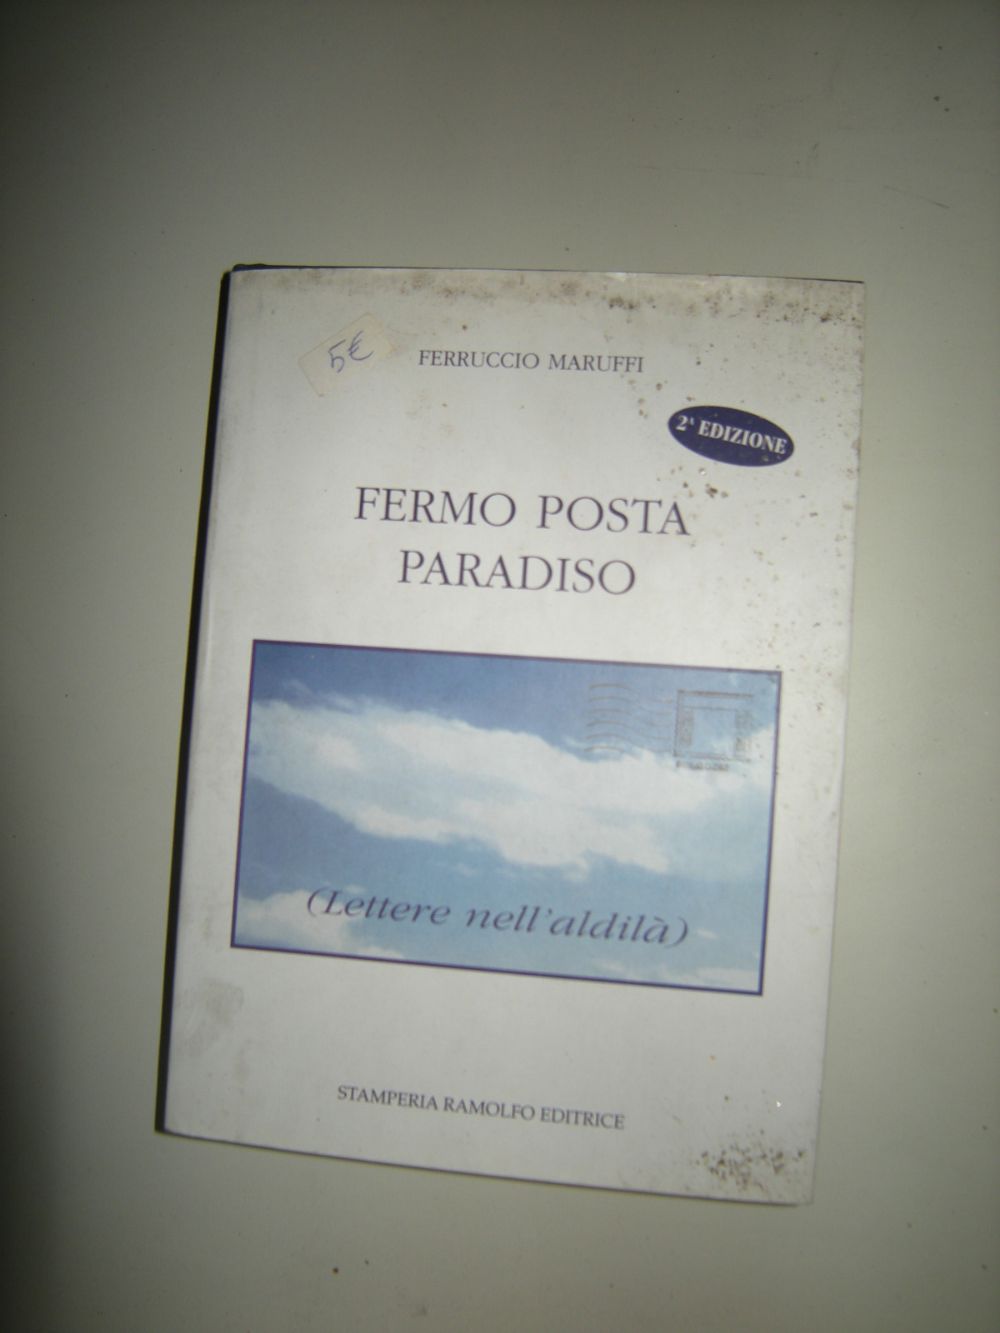 5€
FERRUCCIO MARUFFI
2ᴬ EDIZIONE
FERMO POSTA
PARADISO
(Lettere nell'aldilà)
STAMPERIA RAMOLFO EDITRICE